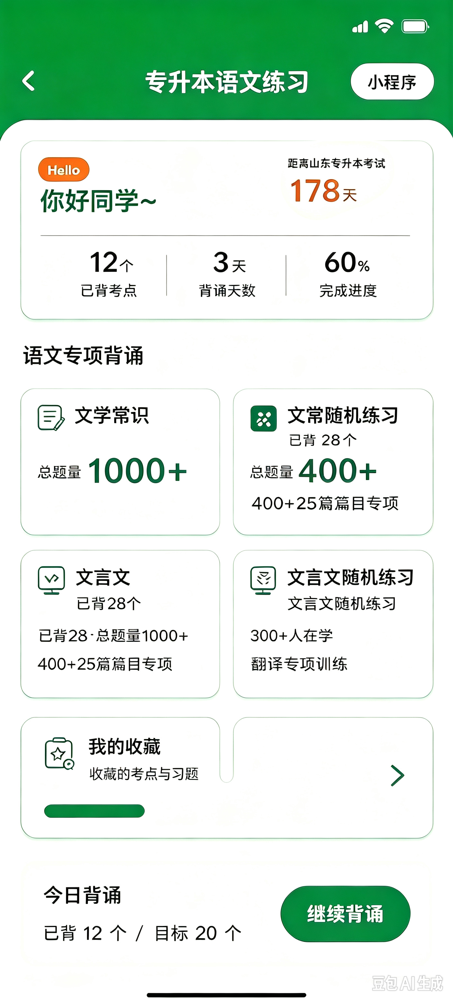 专升本语文练习
小程序
Hello
你好同学~
距离山东专升本考试
178天
12个
已背考点
3天
背诵天数
60%
完成进度
语文专项背诵
文学常识
总题量 1000+
文常随机练习
已背 28个
总题量 400+
400+25篇篇目专项
文言文
已背28个
已背28·总题量1000+
400+25篇篇目专项
文言文随机练习
文言文随机练习
300+人在学
翻译专项训练
我的收藏
收藏的考点与习题
今日背诵
已背 12 个 / 目标 20 个
继续背诵
豆包AI生成